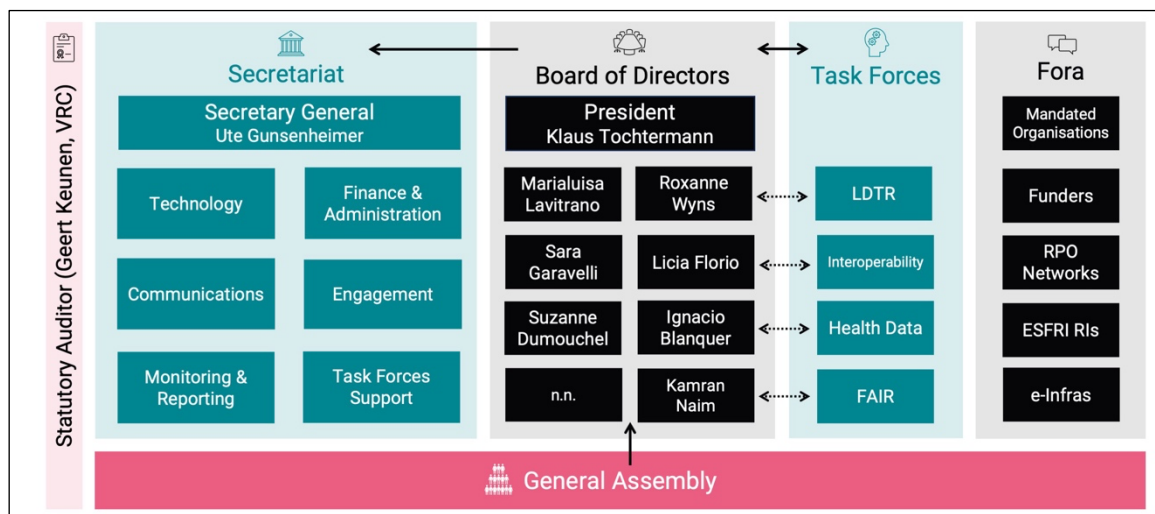 Statutory Auditor (Geert Keunen, VRC)
Secretariat
Secretary General
Ute Gunsenheimer
Technology
Finance &
Administration
Communications
Engagement
Monitoring &
Reporting
Task Forces
Support
Board of Directors
President
Klaus Tochtermann
Marialuisa
Lavitrano
Roxanne
Wyns
Sara
Garavelli
Licia Florio
Suzanne
Dumouchel
Ignacio
Blanquer
n.n.
Kamran
Naim
Task Forces
LDTR
Interoperability
Health Data
FAIR
Fora
Mandated
Organisations
Funders
RPO
Networks
ESFRI RIs
e-Infras
General Assembly